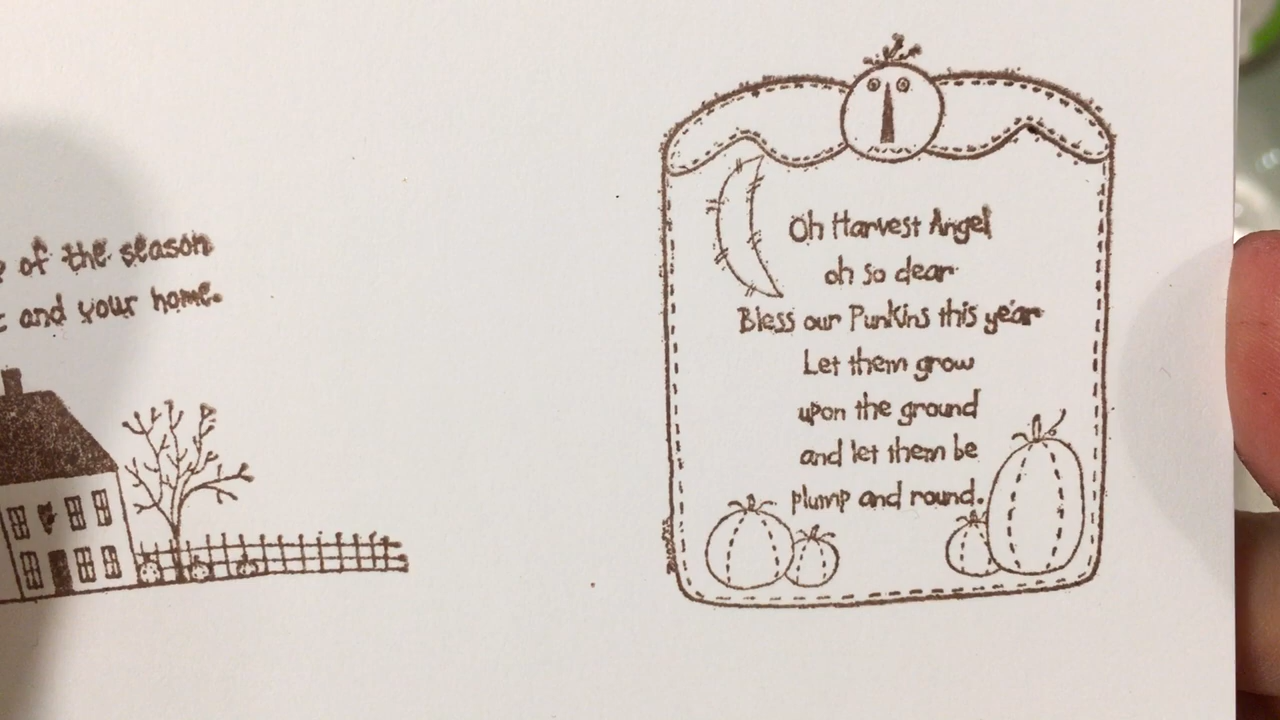 of the season
and your home.
Oh Harvest Angel
oh so dear
Bless our Punkins this year
Let them grow
upon the ground
and let them be
plump and round.